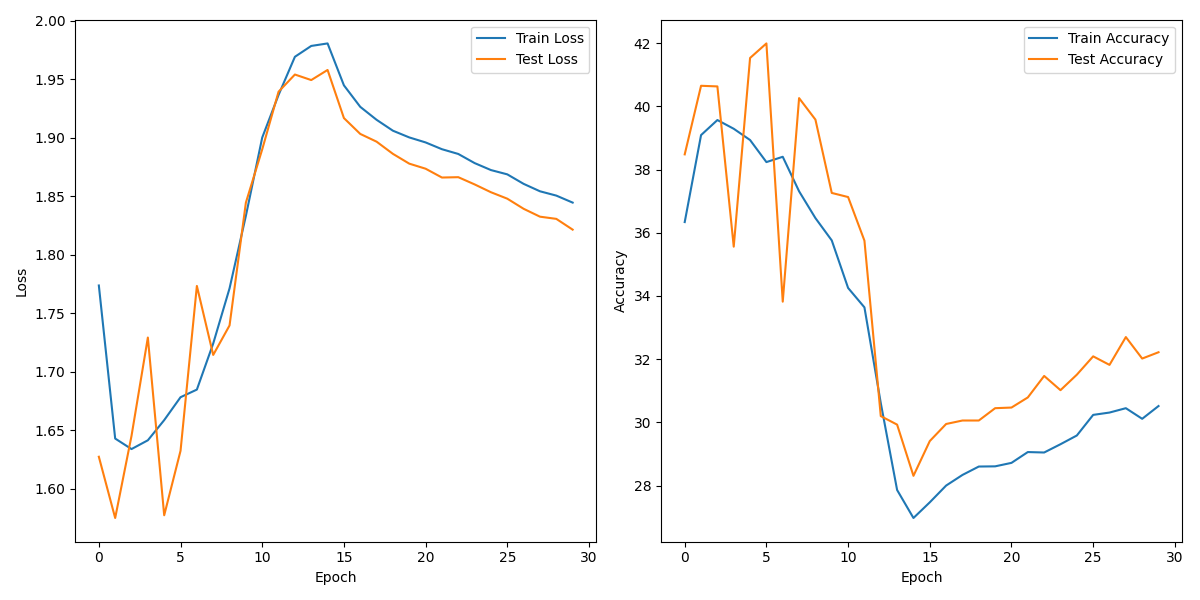 2.00
1.95
1.90
1.85
1.80
1.75
1.70
1.65
1.60
Loss
0 5 10 15 20 25 30
Epoch
Train Loss
Test Loss
42
40
38
36
34
32
30
28
Accuracy
0 5 10 15 20 25 30
Epoch
Train Accuracy
Test Accuracy